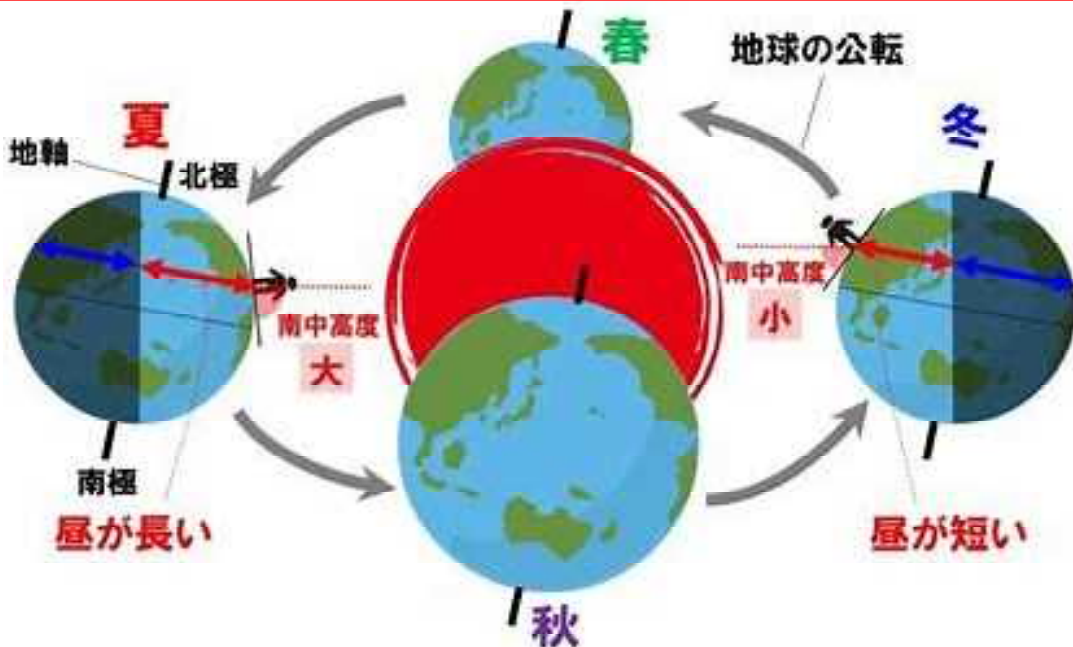 春
地球の公転
夏
冬
地軸
北極
南中高度
大
南中高度
小
南極
昼が長い
昼が短い
秋